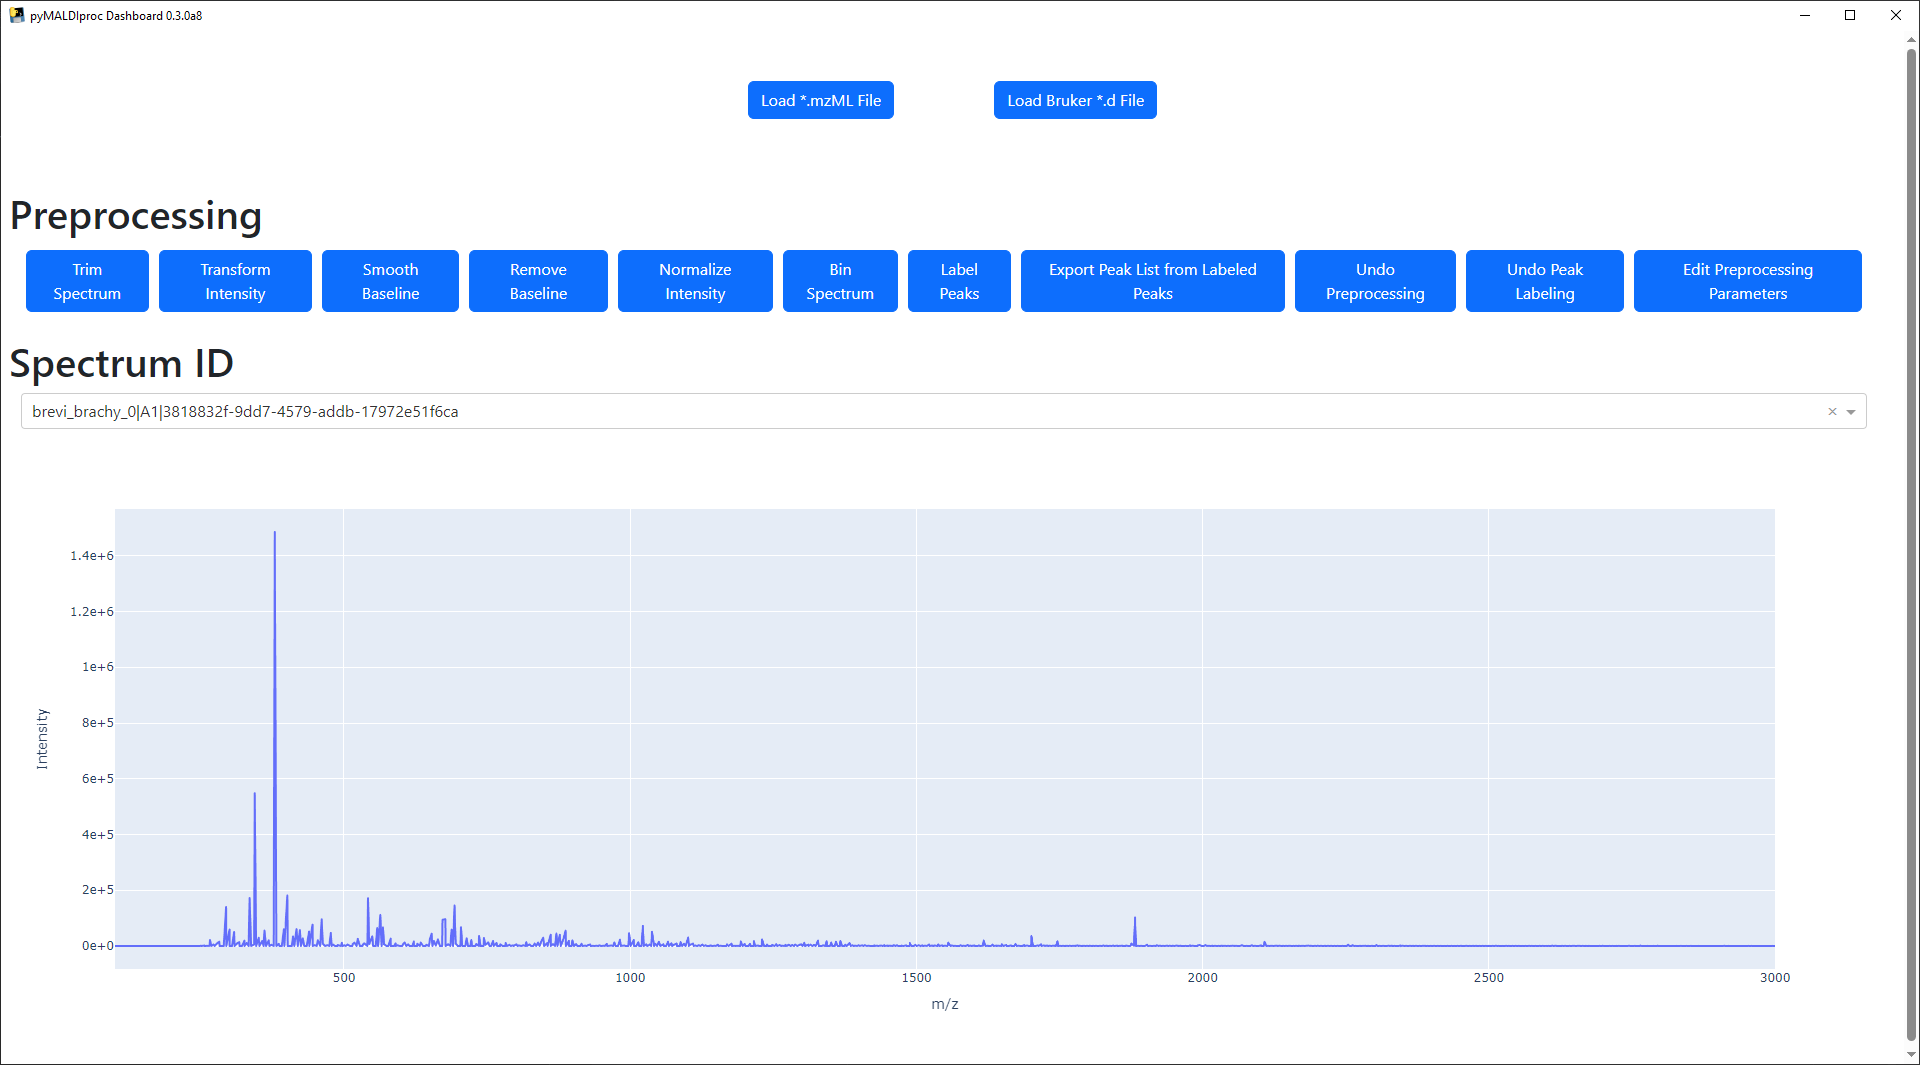 pyMALDIproc Dashboard 0.3.0a8
Load *.mzML File
Load Bruker *.d File
Preprocessing
Trim
Spectrum
Transform
Intensity
Smooth
Baseline
Remove
Baseline
Normalize
Intensity
Bin
Spectrum
Label
Peaks
Export Peak List from Labeled
Peaks
Undo
Preprocessing
Undo Peak
Labeling
Edit Preprocessing
Parameters
Spectrum ID
brevi_brachy_0|A1|3818832f-9dd7-4579-addb-17972e51f6ca
1.4e+6
1.2e+6
1e+6
8e+5
6e+5
4e+5
2e+5
0e+0
Intensity
500
1000
1500
2000
2500
3000
m/z